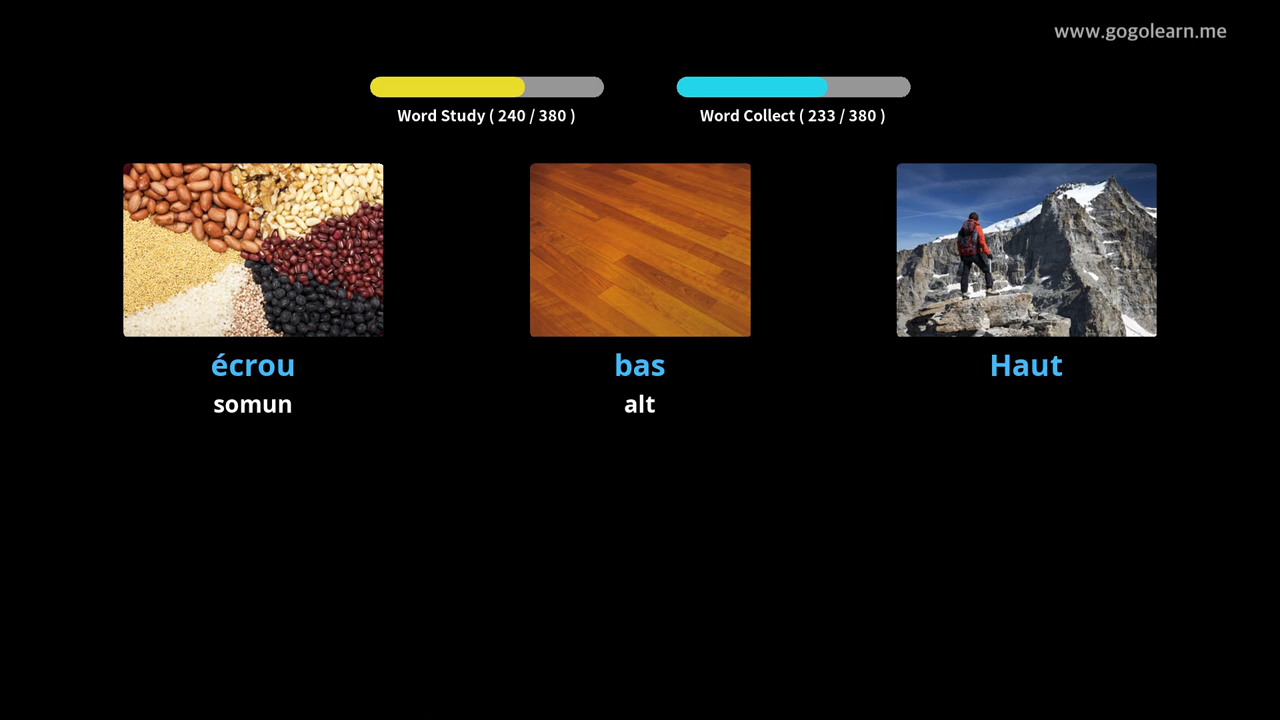 www.gogolearn.me
Word Study ( 240 / 380 )
Word Collect ( 233 / 380 )
écrou
bas
Haut
somun
alt